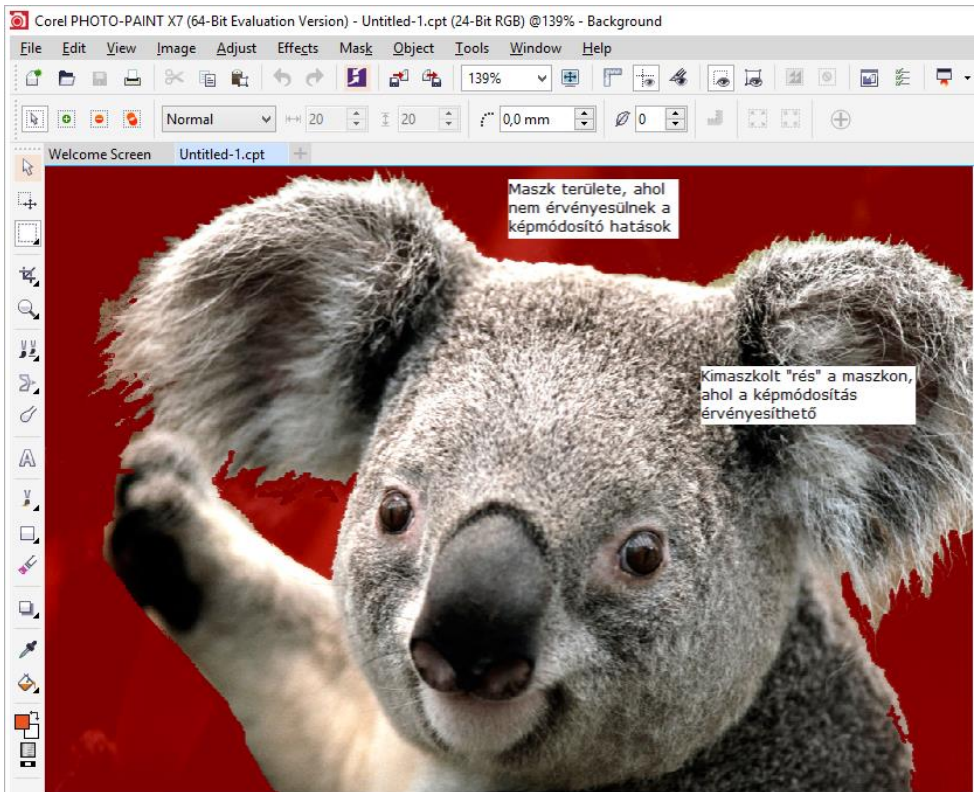 Corel PHOTO-PAINT X7 (64-Bit Evaluation Version) - Untitled-1.cpt (24-Bit RGB) @139% - Background
File Edit View Image Adjust Effects Mask Object Tools Window Help
139%
Normal 20 20 0,0 mm 0
Welcome Screen Untitled-1.cpt
Maszk területe, ahol
nem érvényesülnek a
képmódosító hatások
Kimaszkolt "rés" a maszkon,
ahol a képmódosítás
érvényesíthető